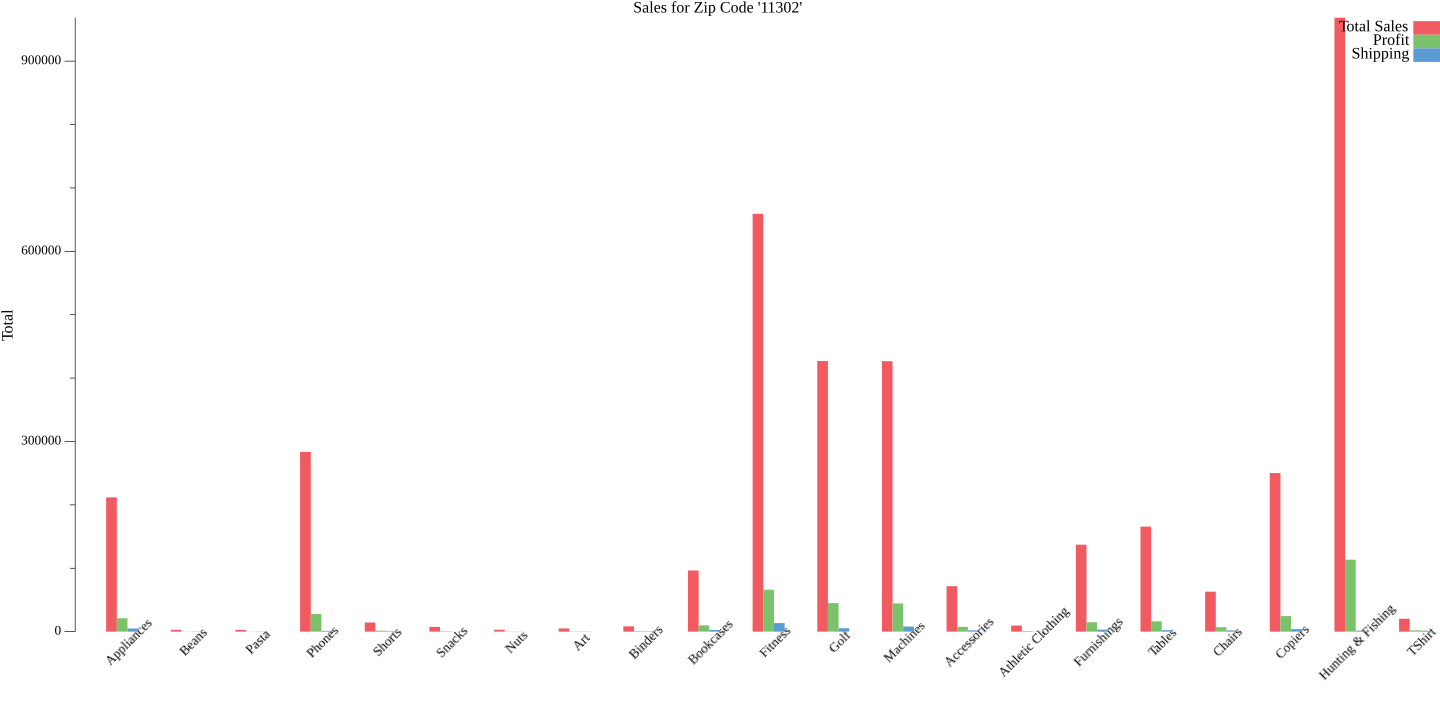 Sales for Zip Code '11302'
Total Sales
Profit
Shipping
900000
600000
300000
0
Total
Appliances
Beans
Pasta
Phones
Shorts
Snacks
Nuts
Art
Binders
Bookcases
Fitness
Golf
Machines
Accessories
Athletic Clothing
Furnishings
Tables
Chairs
Copiers
Hunting & Fishing
TShirt